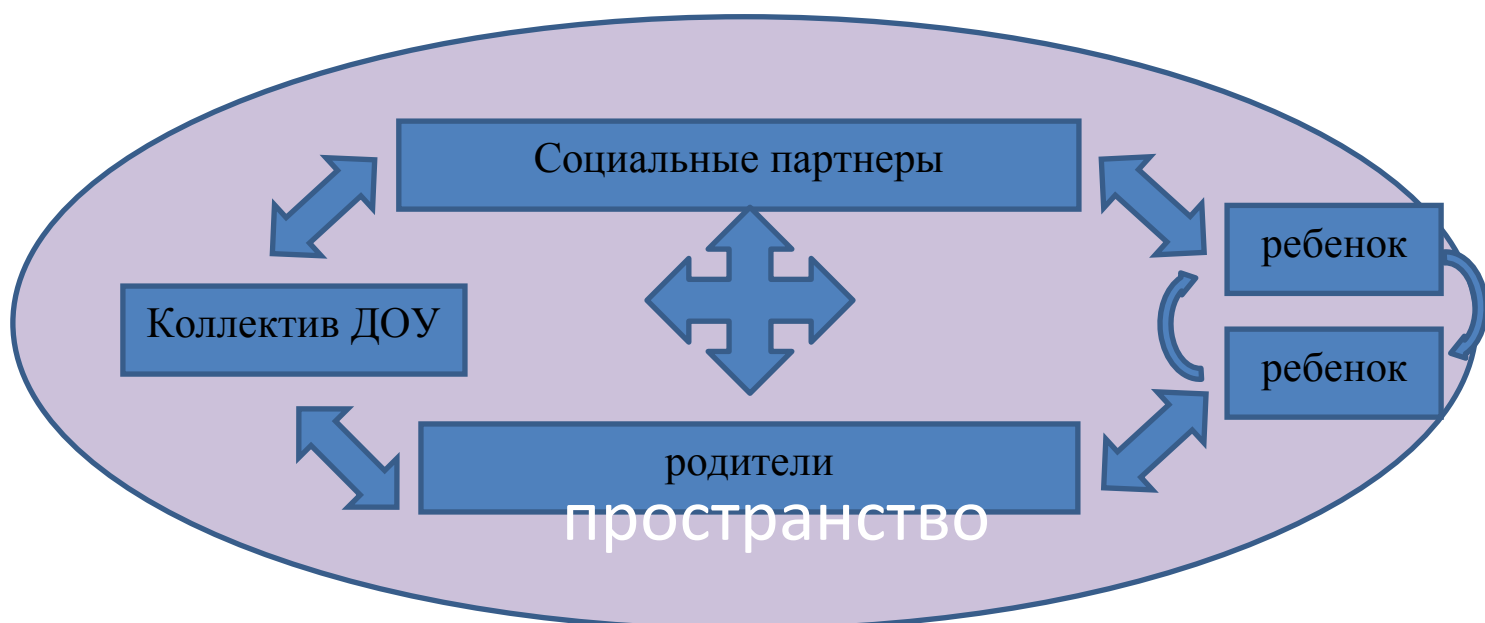 Социальные партнеры
ребенок
Коллектив ДОУ
ребенок
родители
пространство